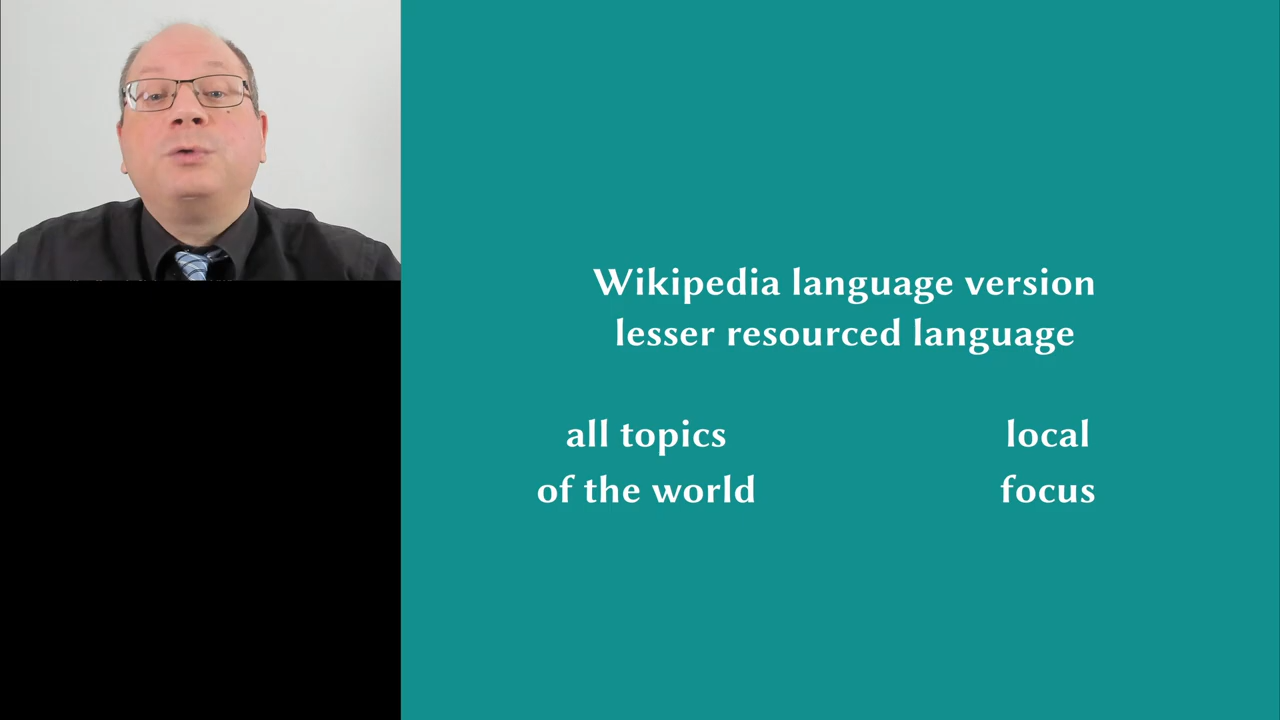 Wikipedia language version
lesser resourced language
all topics
of the world
local
focus